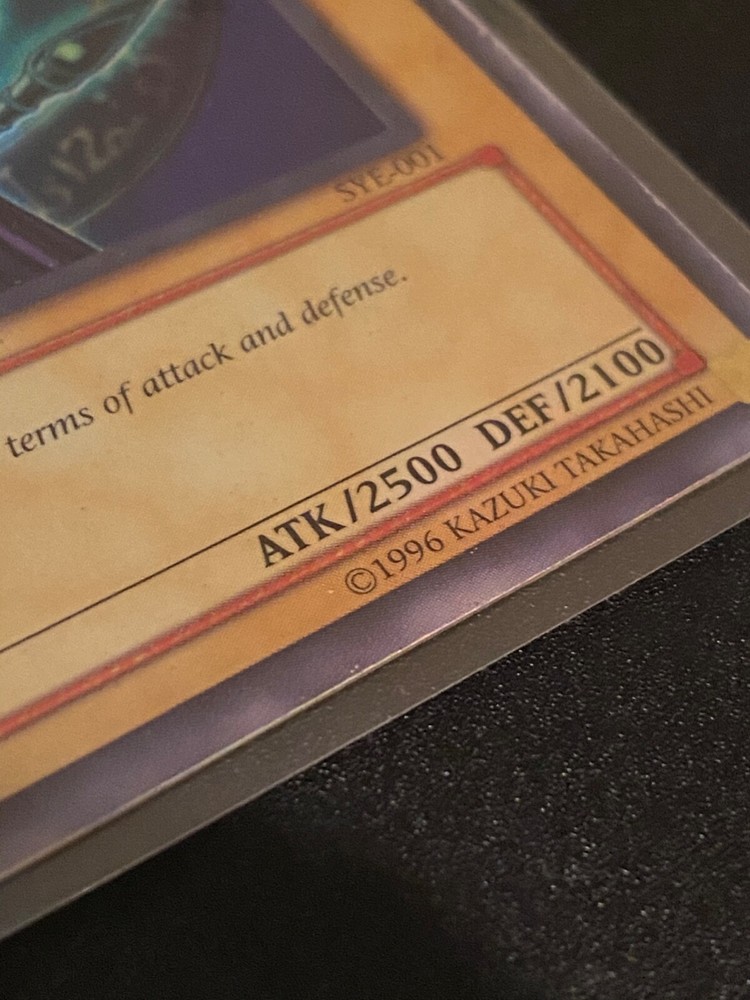 SYE-001
terms of attack and defense.
ATK/2500 DEF/2100
©1996 KAZUKI TAKAHASHI